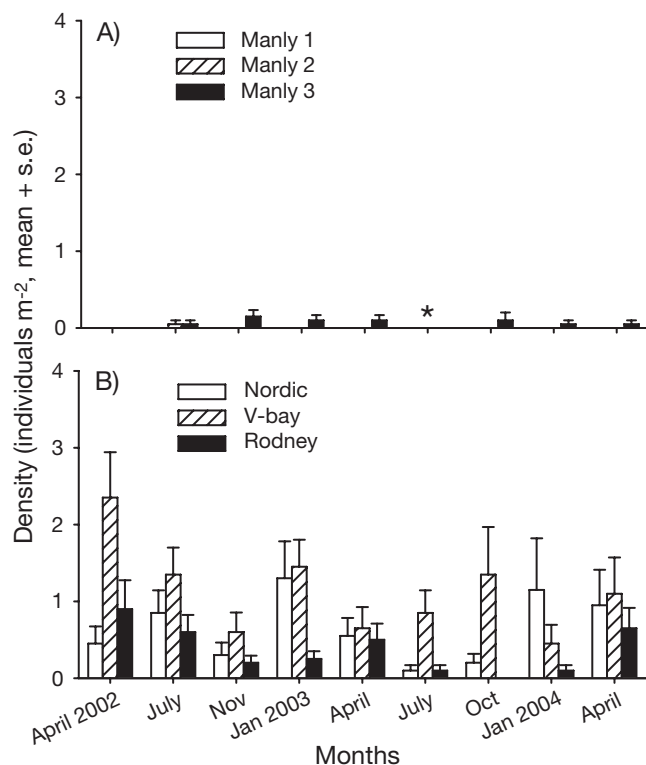 Density (individuals m⁻², mean + s.e.)
A)
Manly 1
Manly 2
Manly 3
4
3
2
1
0
*
B)
Nordic
V-bay
Rodney
4
3
2
1
0
April 2002
July
Nov
Jan 2003
April
July
Oct
Jan 2004
April
Months